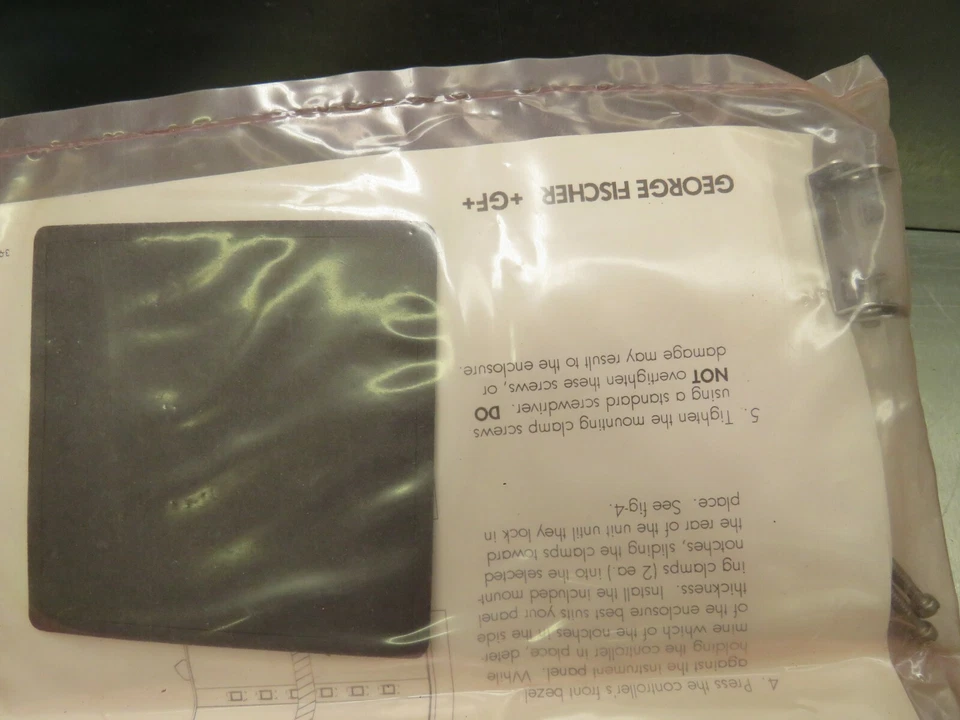 4. Press the controller's front bezel
against the instrument panel. While
holding the controller in place, deter-
mine which of the notches in the side
of the enclosure best suits your panel
thickness. Install the included mount-
ing clamps (2 ea.) into the selected
notches, sliding the clamps toward
the rear of the unit until they lock in
place. See fig-4.
5. Tighten the mounting clamp screws
using a standard screwdriver. DO
NOT overtighten these screws, or
damage may result to the enclosure.
GEORGE FISCHER +GF+